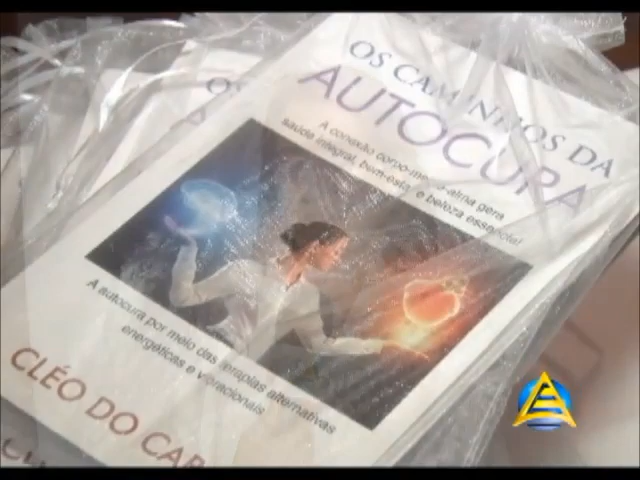 OS CAMINHOS DA
AUTOCURA
A conexão corpo-mente-alma gera
saúde integral, bem-estar e beleza essencial
A autocura por meio das terapias alternativas
energéticas e vibracionais
CLÉO DO CAR